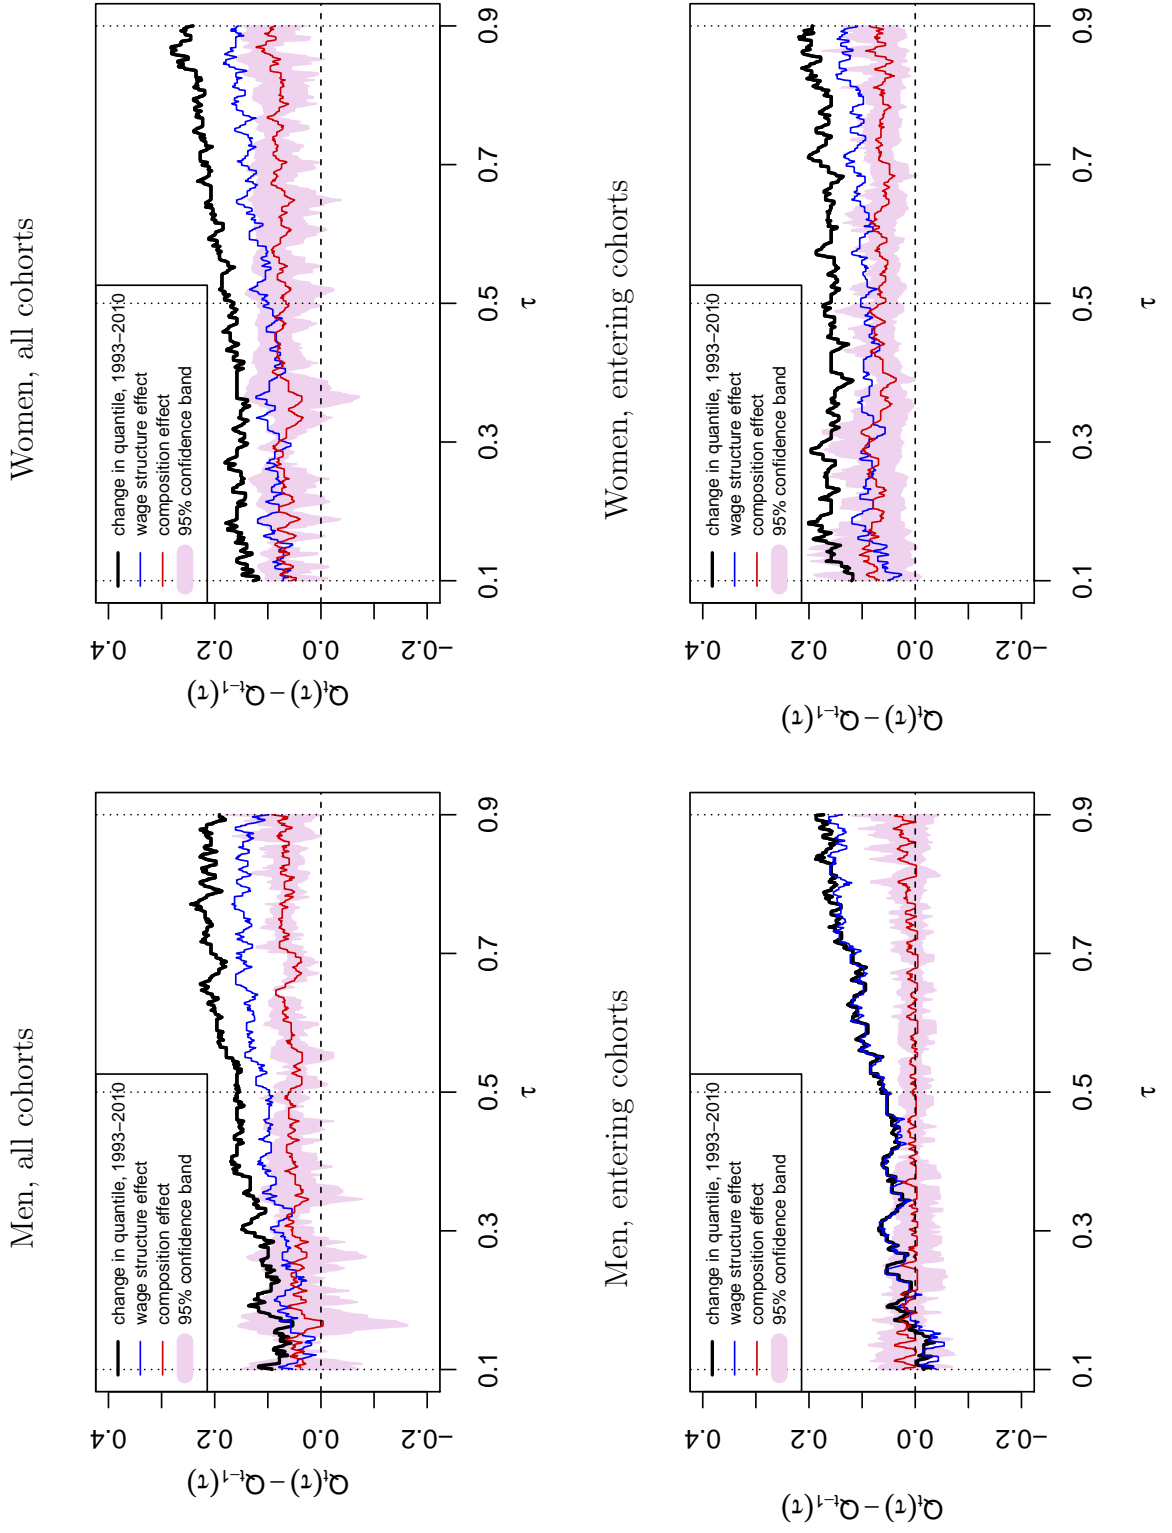 Men, all cohorts
Qₜ(τ) − Qₜ₋₁(τ)
0.4
0.2
0.0
−0.2
change in quantile, 1993−2010
wage structure effect
composition effect
95% confidence band
0.1
0.3
0.5
0.7
0.9
τ
Women, all cohorts
Qₜ(τ) − Qₜ₋₁(τ)
0.4
0.2
0.0
−0.2
change in quantile, 1993−2010
wage structure effect
composition effect
95% confidence band
0.1
0.3
0.5
0.7
0.9
τ
Men, entering cohorts
Qₜ(τ) − Qₜ₋₁(τ)
0.4
0.2
0.0
−0.2
change in quantile, 1993−2010
wage structure effect
composition effect
95% confidence band
0.1
0.3
0.5
0.7
0.9
τ
Women, entering cohorts
Qₜ(τ) − Qₜ₋₁(τ)
0.4
0.2
0.0
−0.2
change in quantile, 1993−2010
wage structure effect
composition effect
95% confidence band
0.1
0.3
0.5
0.7
0.9
τ